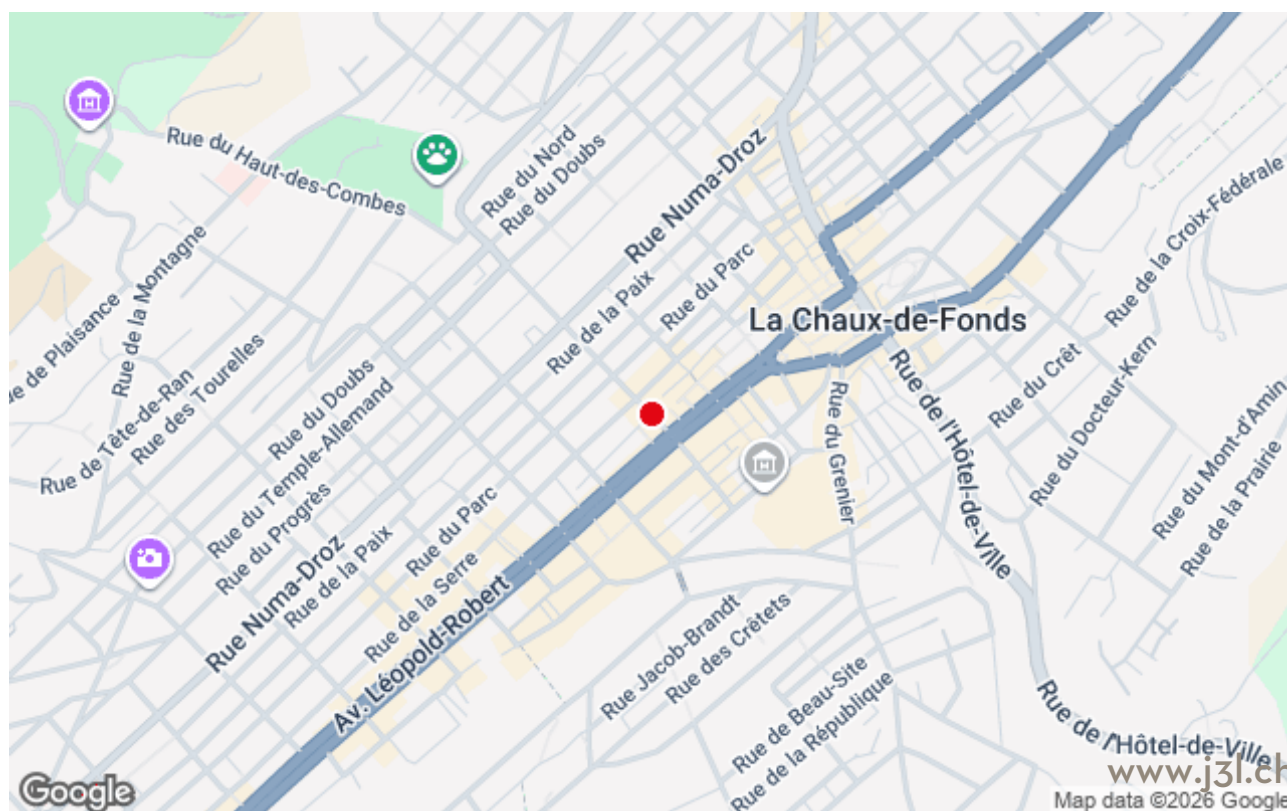 Rue du Haut-des-Combes
Rue du Nord
Rue du Doubs
Rue Numa-Droz
Rue de la Paix
Rue du Parc
La Chaux-de-Fonds
Rue de la Croix-Fédérale
Rue de la Montagne
ue de Plaisance
Rue de Tête-de-Ran
Rue des Tourelles
Rue du Doubs
Rue du Temple-Allemand
Rue du Progrès
Rue Numa-Droz
Rue de la Paix
Rue du Parc
Rue de la Serre
Av. Léopold-Robert
Rue du Grenier
Rue de l'Hôtel-de-Ville
Rue du Crêt
Rue du Docteur-Kern
Rue du Mont-d'Amin
Rue de la Prairie
Rue Jacob-Brandt
Rue des Crêtets
Rue de Beau-Site
Rue de la République
Rue de l'Hôtel-de-Ville
www.j3l.ch
Google
Map data ©2026 Google